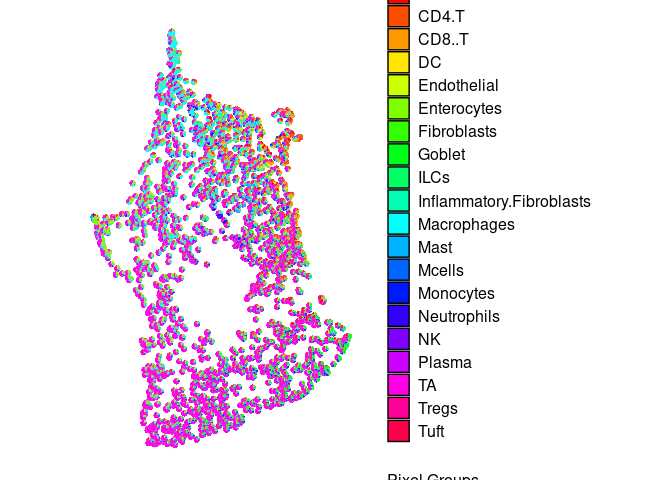 CD4.T
CD8..T
DC
Endothelial
Enterocytes
Fibroblasts
Goblet
ILCs
Inflammatory.Fibroblasts
Macrophages
Mast
Mcells
Monocytes
Neutrophils
NK
Plasma
TA
Tregs
Tuft
Pixel Groups